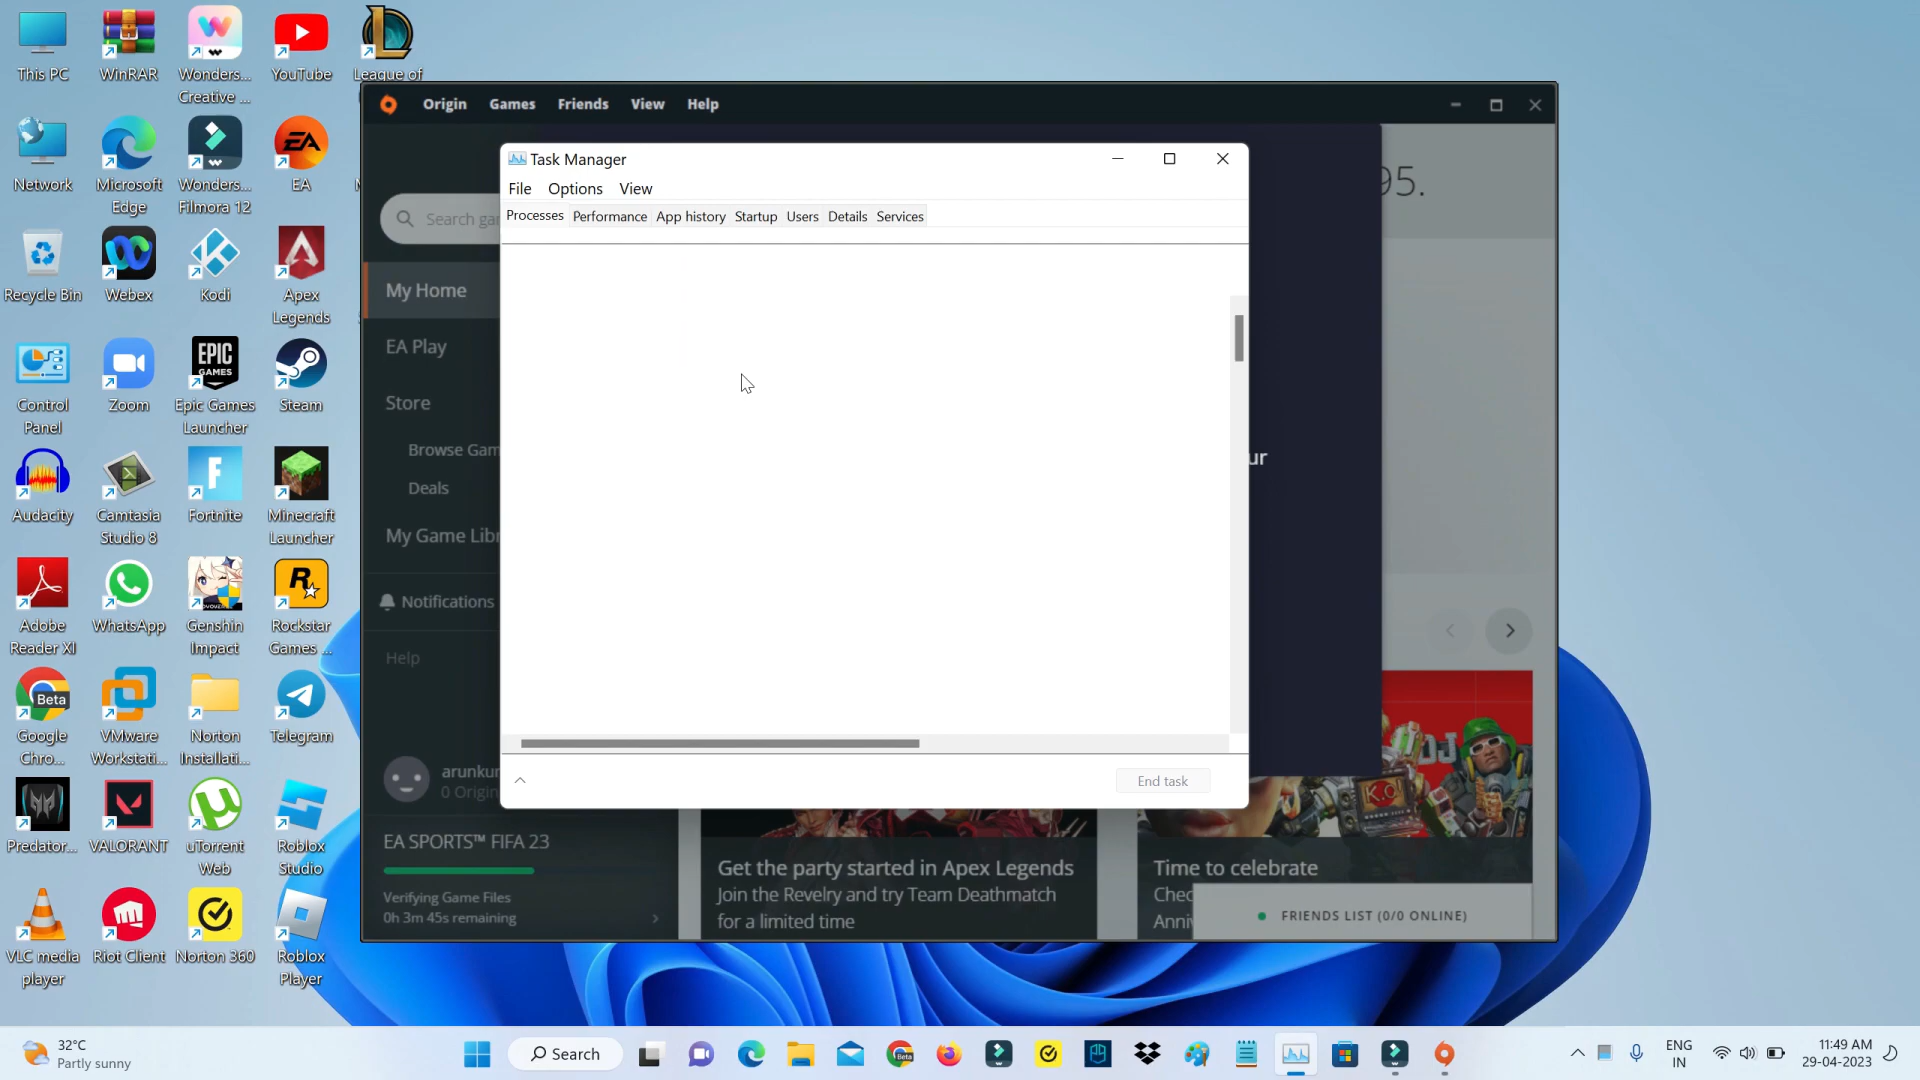 This PC
WinRAR
Wonders...
Creative ...
YouTube
League of
Network
Microsoft
Edge
Wonders...
Filmora 12
EA
EA
Recycle Bin
Webex
Kodi
Apex
Legends
Control
Panel
Zoom
EPIC
GAMES
Epic Games
Launcher
Steam
Audacity
Camtasia
Studio 8
Fortnite
Minecraft
Launcher
Adobe
Reader XI
WhatsApp
Genshin
Impact
Rockstar
Games ...
Beta
Google
Chro...
VMware
Workstati...
Norton
Installati...
Telegram
Predator...
VALORANT
uTorrent
Web
Roblox
Studio
VLC media
player
Riot Client
Norton 360
Roblox
Player
Origin Games Friends View Help
Search
My Home
EA Play
Store
Browse
Deals
My Game
Notifications
Help
0
EA SPORTS™ FIFA 23
Verifying Game Files
0h 3m 45s remaining
95.
ur
Task Manager
File Options View
Processes Performance App history Startup Users Details Services
End task
Get the party started in Apex Legends
Join the Revelry and try Team Deathmatch
for a limited time
Time to celebrate
FRIENDS LIST (0/0 ONLINE)
32°C
Partly sunny
Search
Beta
ENG
IN
11:49 AM
29-04-2023